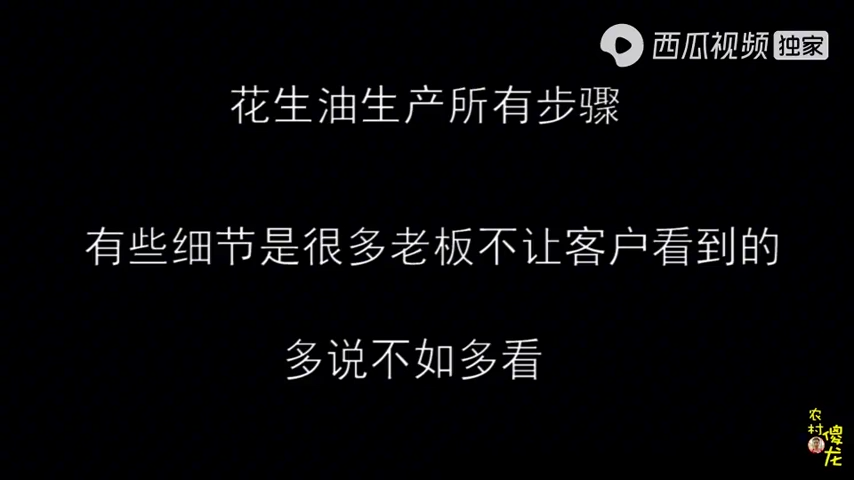 西瓜视频 独家
花生油生产所有步骤
有些细节是很多老板不让客户看到的
多说不如多看
农村
傻龙